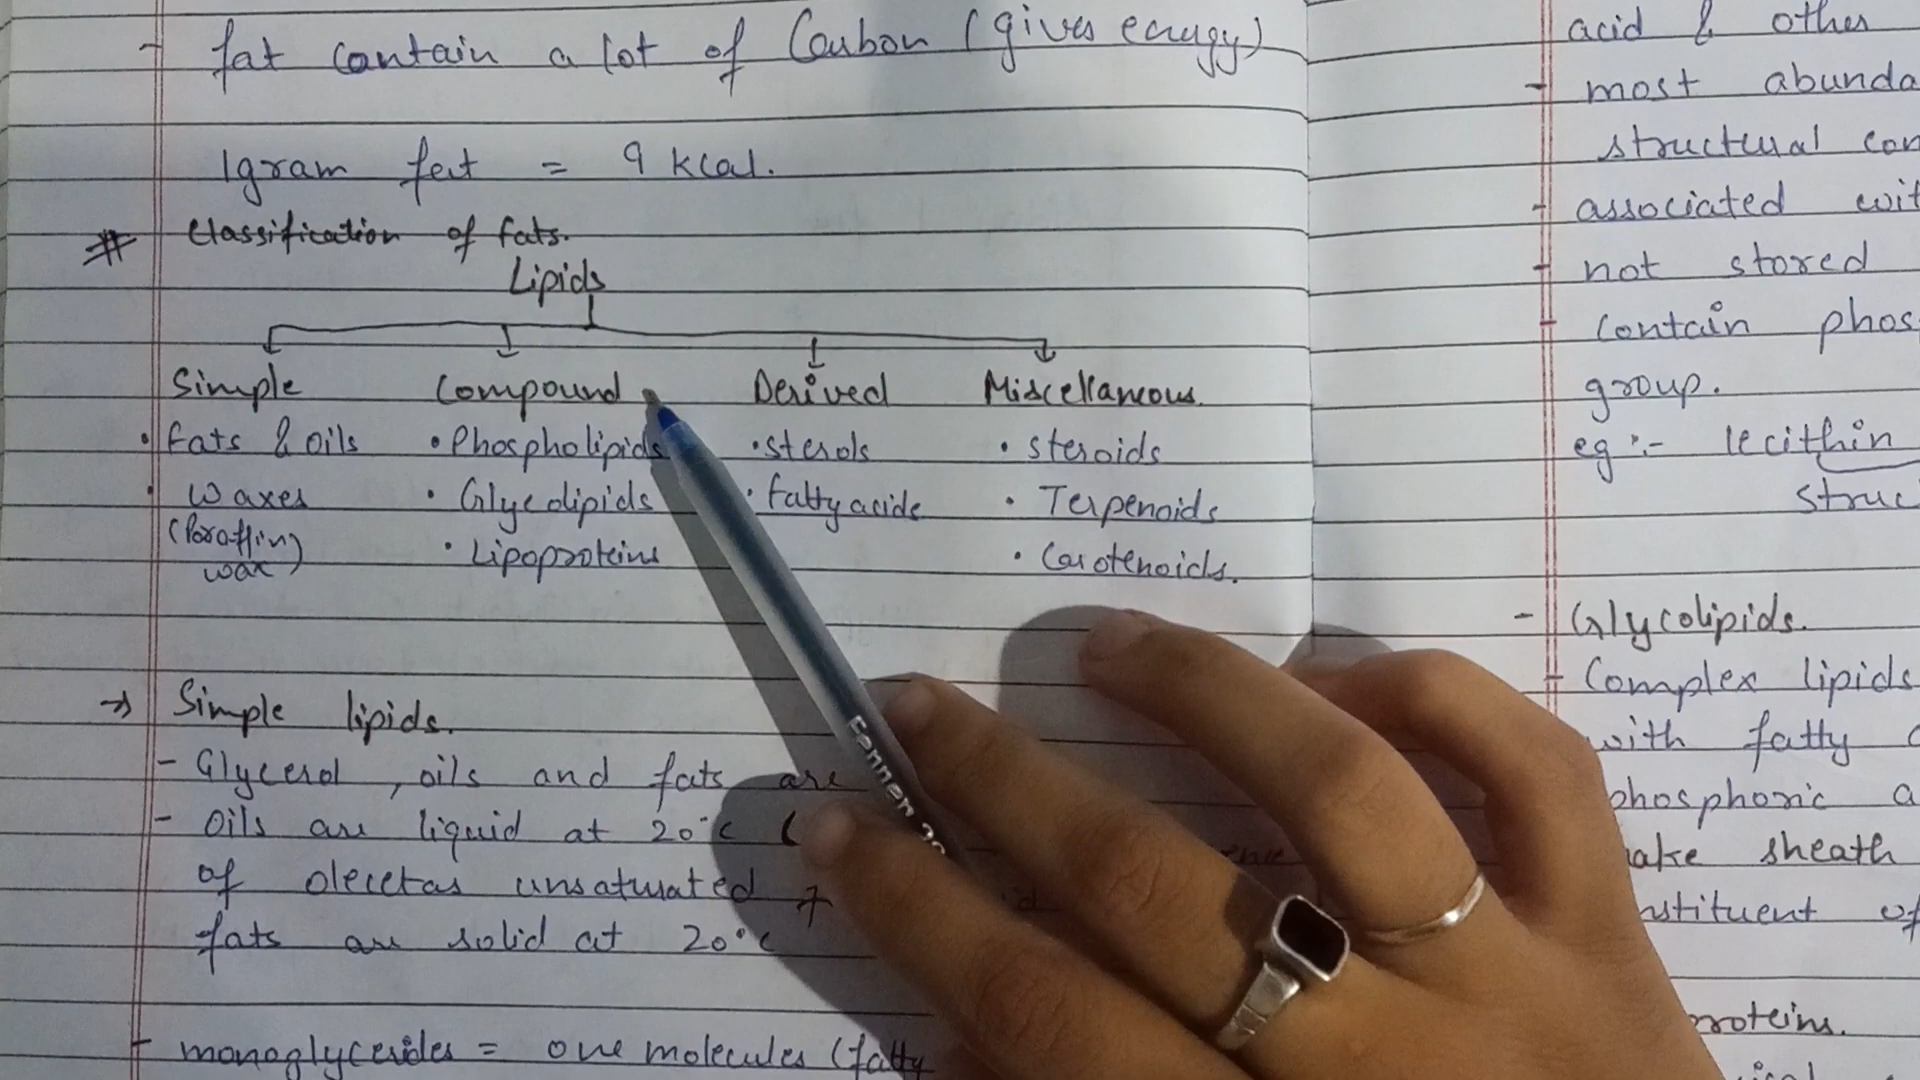 - fat contain a lot of Carbon (gives energy)
1gram fat = 9 kcal.
# Classification of fats.
Lipids
Simple Compound Derived Miscellaneous.
• Fats & Oils • Phospholipids • sterols • steroids
• Waxes • Glycolipids • Fatty acids • Terpenoids
(Paraffin wax) • Lipoproteins • Carotenoids.
→ Simple lipids.
- Glycerol, oils and fats are
- Oils are liquid at 20°C (
of unsaturated
fats are solid at 20°C
- monoglycerides = one molecules (fatty
acid & other
- most abunda
structural con
- associated wit
- not stored
- Contain phos
group.
eg :- lecithin
struc
- Glycolipids.
- Complex lipids
with fatty
phosphoric a
ake sheath
nstituent of
proteins.